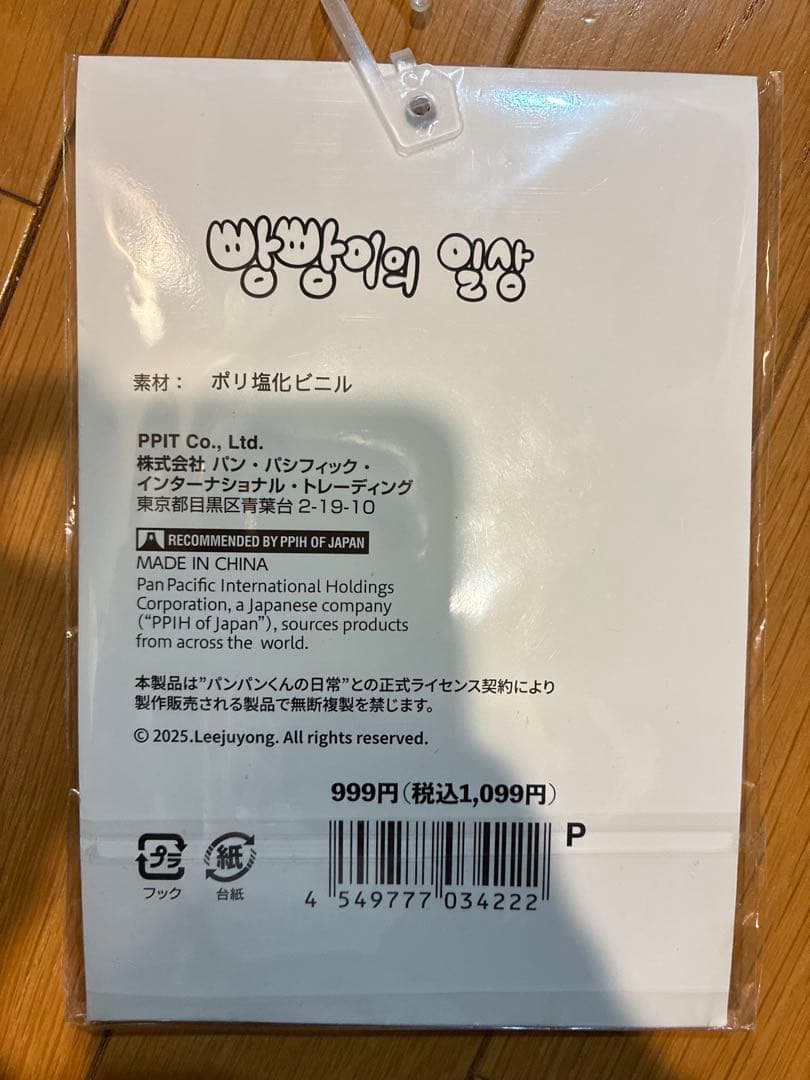 빵빵이의 일상
素材： ポリ塩化ビニル
PPIT Co., Ltd.
株式会社 パン・パシフィック・
インターナショナル・トレーディング
東京都目黒区青葉台 2-19-10
RECOMMENDED BY PPIH OF JAPAN
MADE IN CHINA
Pan Pacific International Holdings
Corporation, a Japanese company
(“PPIH of Japan”), sources products
from across the world.
本製品は”パンパンくんの日常”との正式ライセンス契約により
製作販売される製品で無断複製を禁じます。
© 2025.Leejuyong. All rights reserved.
999円（税込1,099円）
P
プラ 紙
フック 台紙
4 549777 034222